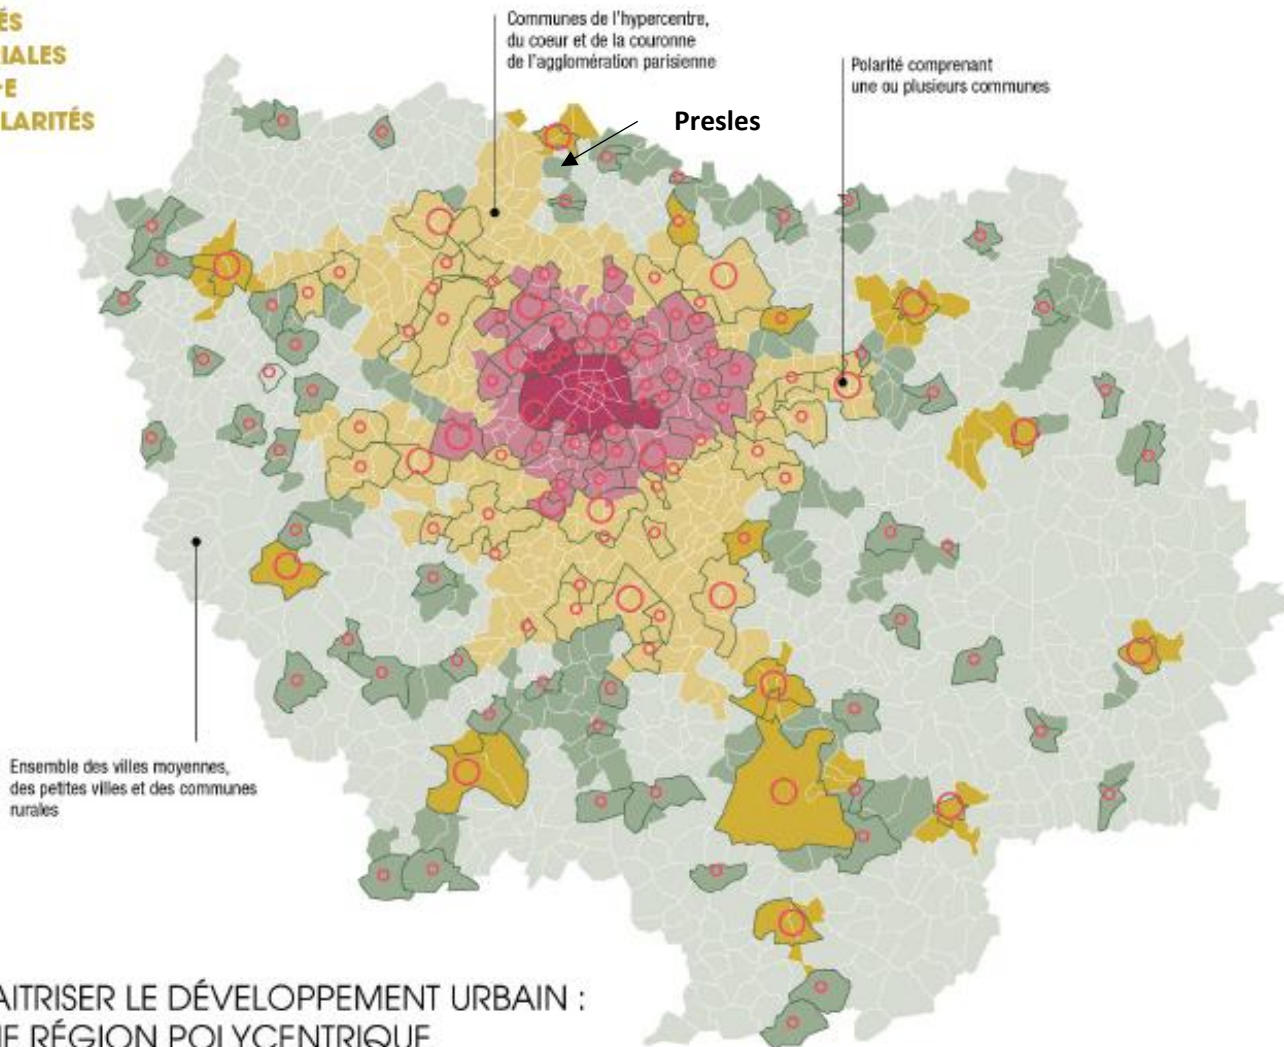 ÉS
Communes de l'hypercentre,
du coeur et de la couronne
de l'agglomération parisienne
RIALES
Polarité comprenant
une ou plusieurs communes
LARITÉS
Presles
Ensemble des villes moyennes,
des petites villes et des communes
rurales
AITRISER LE DÉVELOPPEMENT URBAIN :
NE RÉGION POLYCENTRIQUE